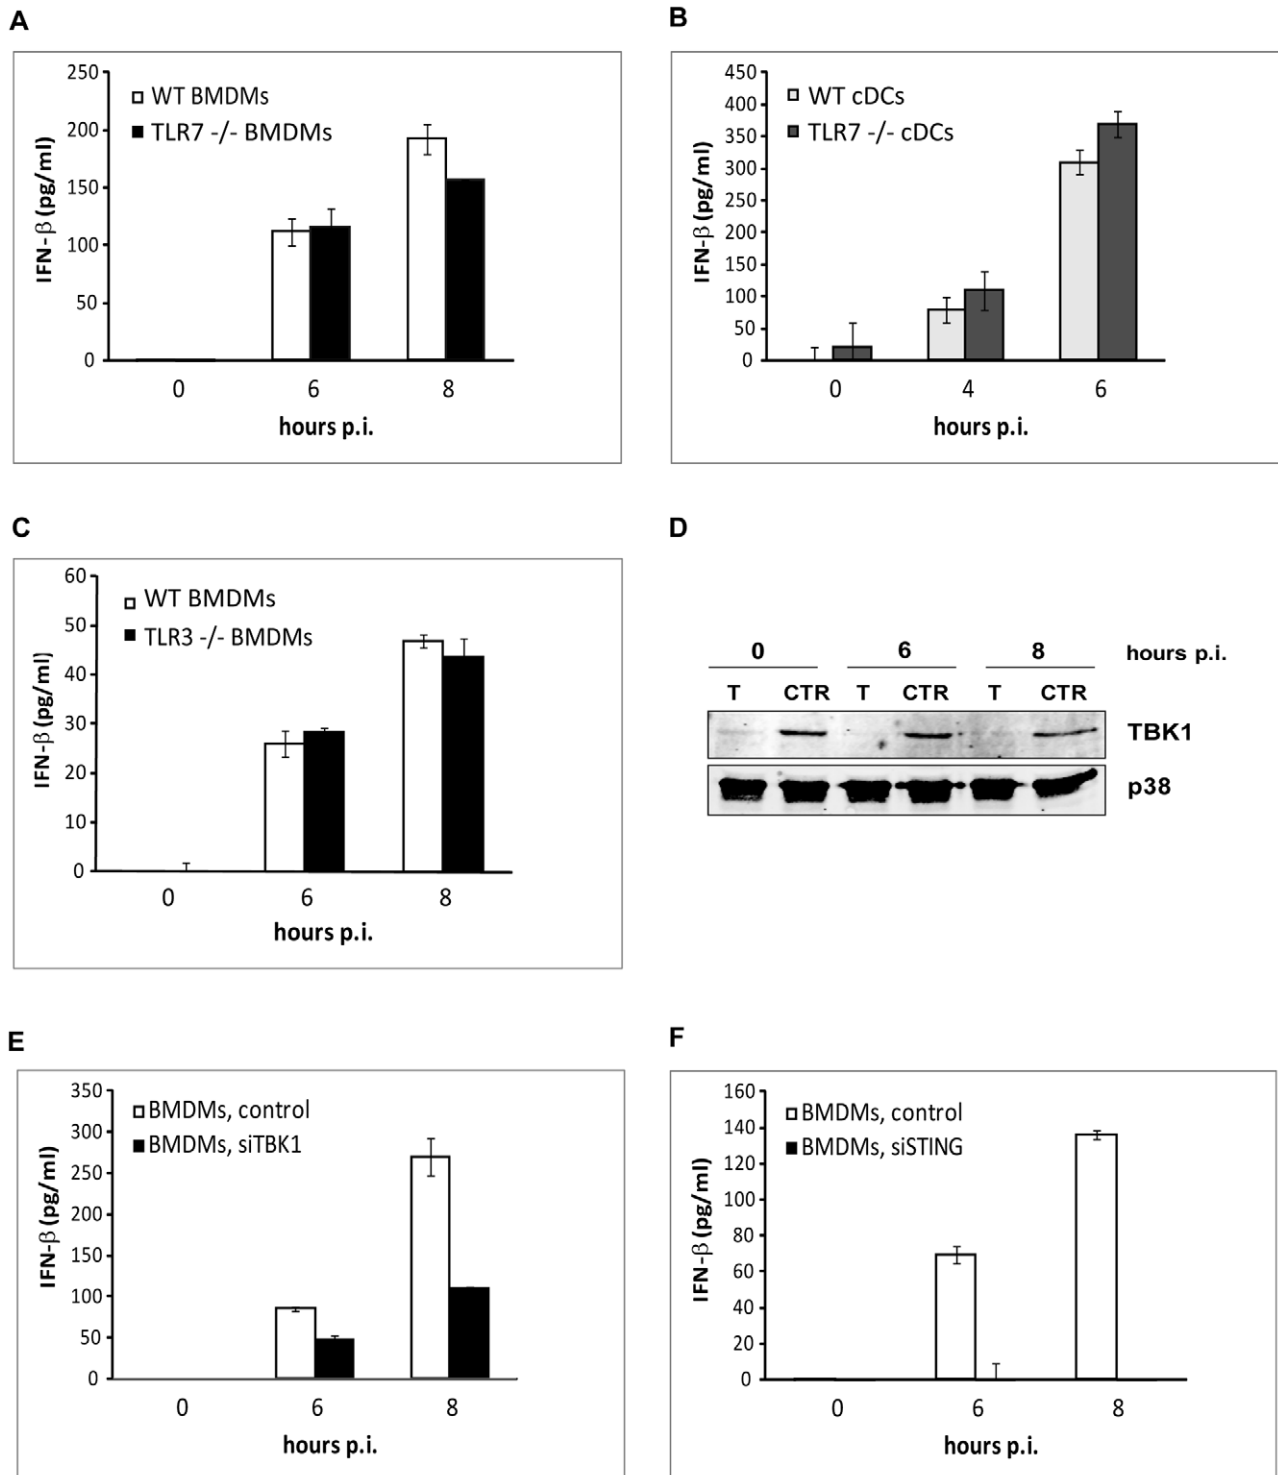 A
250
200
150
100
50
0
IFN-β (pg/ml)
WT BMDMs
TLR7 -/- BMDMs
0 6 8
hours p.i.
B
450
400
350
300
250
200
150
100
50
0
IFN-β (pg/ml)
WT cDCs
TLR7 -/- cDCs
0 4 6
hours p.i.
C
60
50
40
30
20
10
0
IFN-β (pg/ml)
WT BMDMs
TLR3 -/- BMDMs
0 6 8
hours p.i.
D
0 6 8 hours p.i.
T CTR T CTR T CTR
TBK1
p38
E
350
300
250
200
150
100
50
0
IFN-β (pg/ml)
BMDMs, control
BMDMs, siTBK1
0 6 8
hours p.i.
F
160
140
120
100
80
60
40
20
0
IFN-β (pg/ml)
BMDMs, control
BMDMs, siSTING
0 6 8
hours p.i.